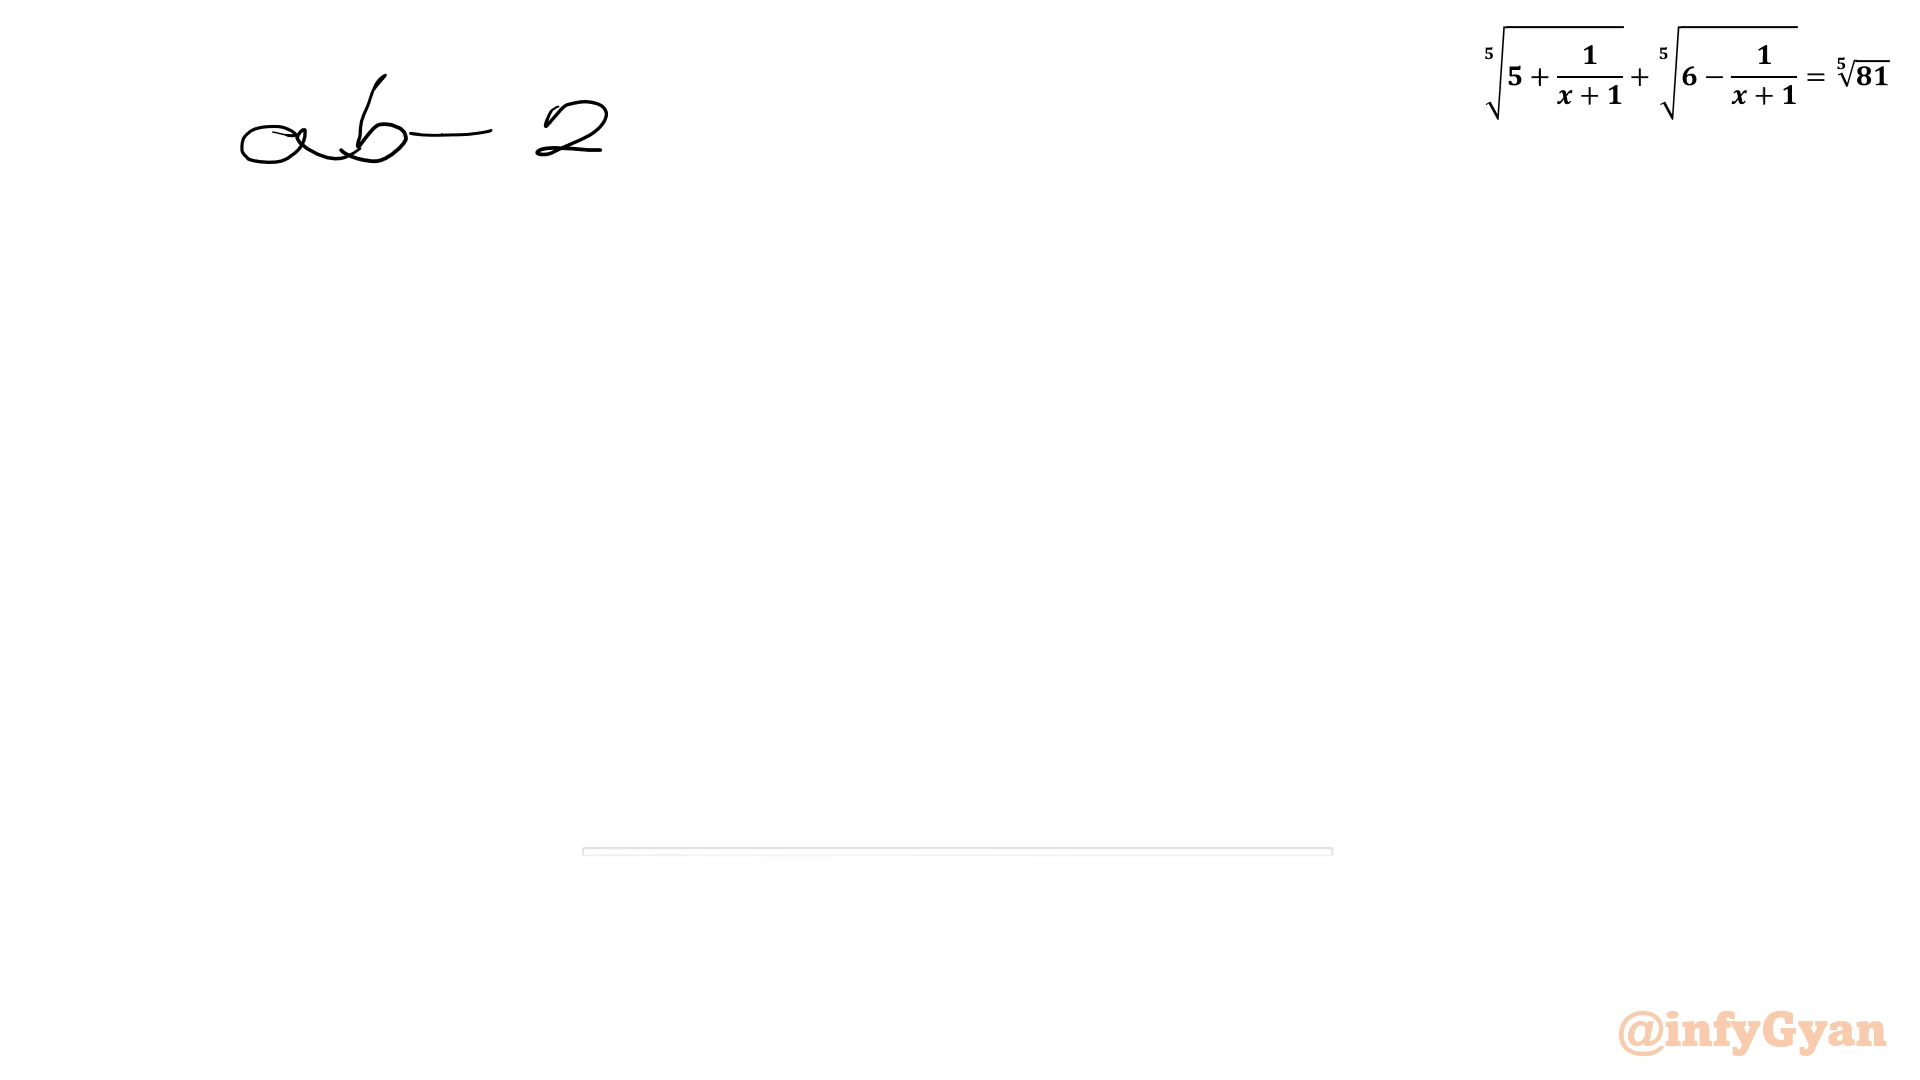 ab - 2
⁵√(5 + 1/(x + 1)) + ⁵√(6 − 1/(x + 1)) = ⁵√81
@infyGyan